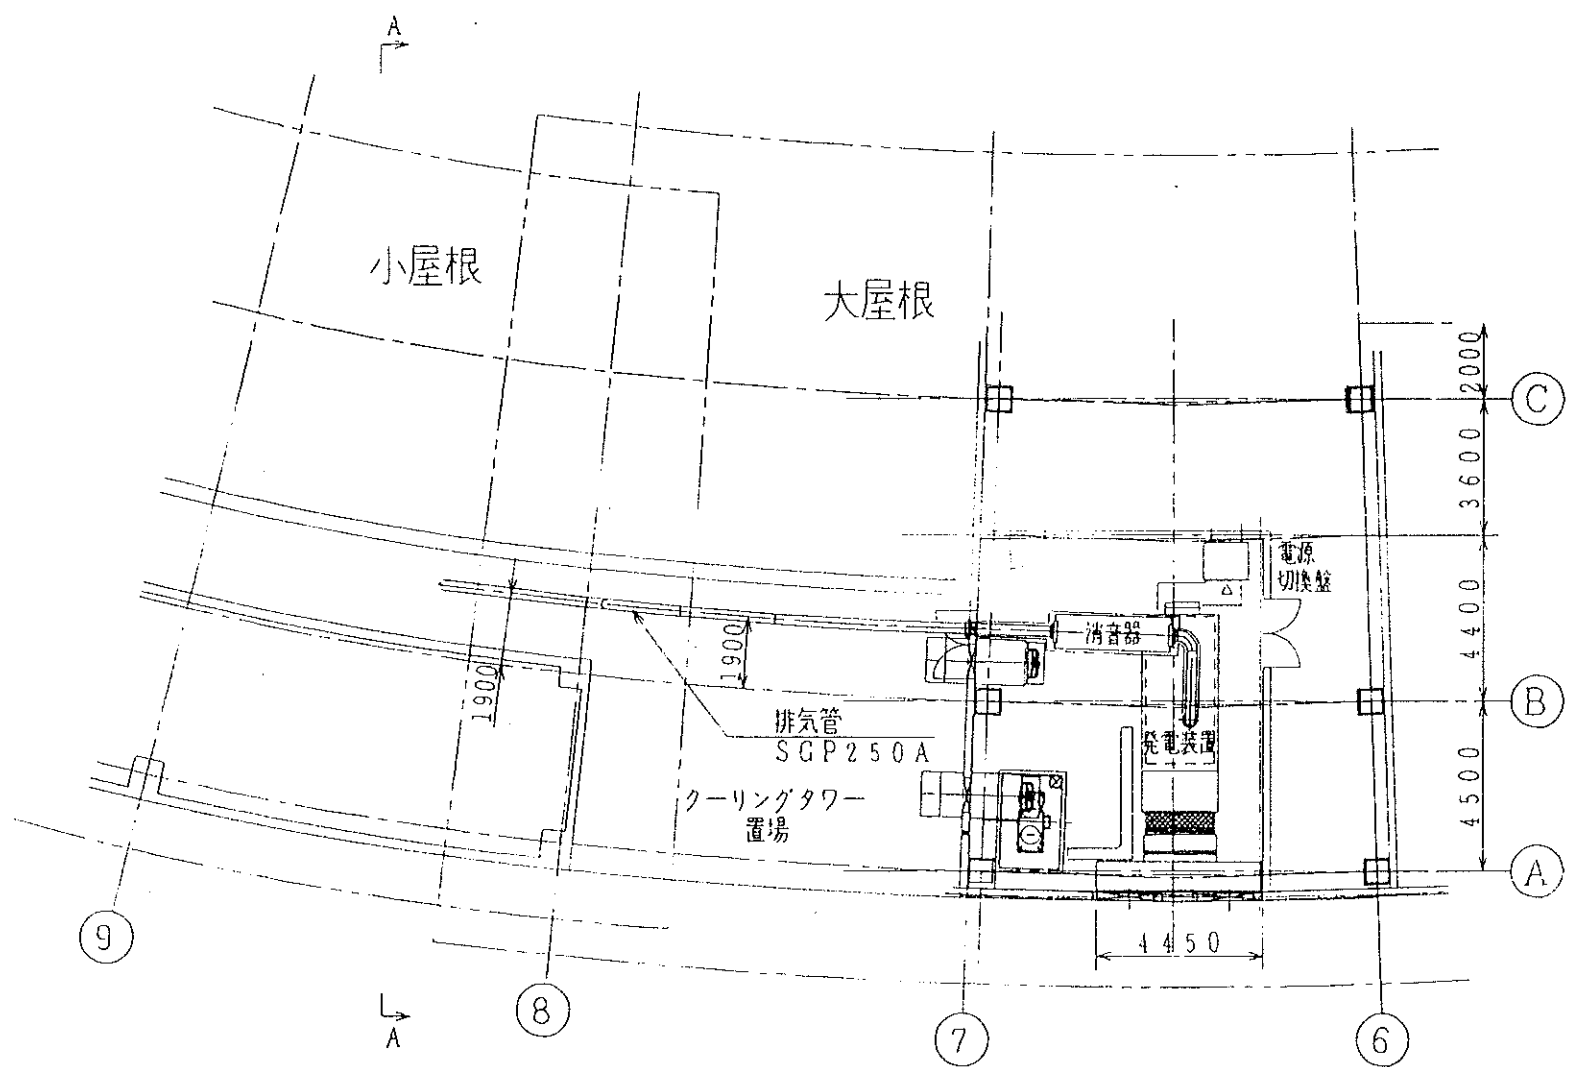 A
小屋根
大屋根
2000
C
3600
電源
切換盤
4400
消音器
1900
1900
B
排気管
SGP250A
発電装置
クーリングタワー
置場
4500
A
9
4450
8
A
7
6